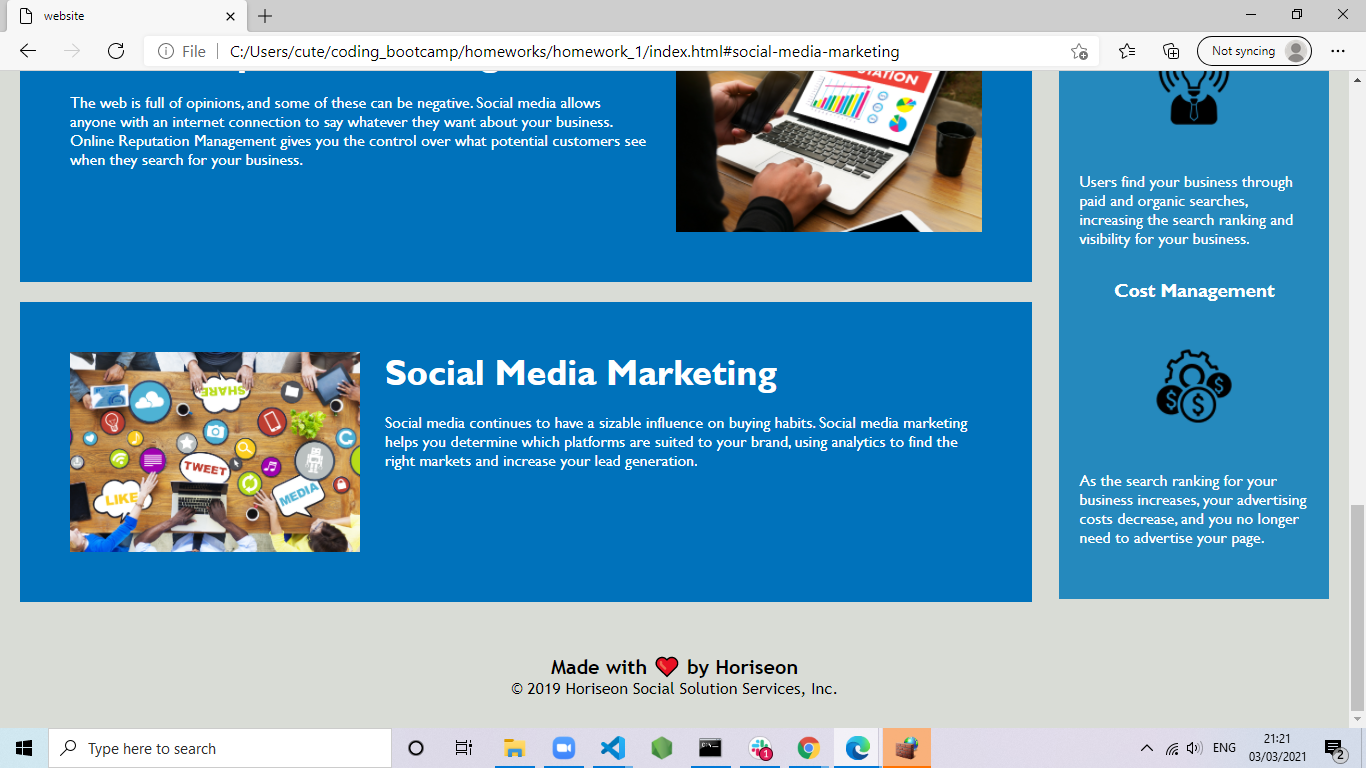 website
File
C:/Users/cute/coding_bootcamp/homeworks/homework_1/index.html#social-media-marketing
Not syncing
The web is full of opinions, and some of these can be negative. Social media allows
anyone with an internet connection to say whatever they want about your business.
Online Reputation Management gives you the control over what potential customers see
when they search for your business.
Users find your business through
paid and organic searches,
increasing the search ranking and
visibility for your business.
Cost Management
Social Media Marketing
Social media continues to have a sizable influence on buying habits. Social media marketing
helps you determine which platforms are suited to your brand, using analytics to find the
right markets and increase your lead generation.
SHARE
TWEET
LIKE
MEDIA
As the search ranking for your
business increases, your advertising
costs decrease, and you no longer
need to advertise your page.
Made with ❤ by Horiseon
© 2019 Horiseon Social Solution Services, Inc.
Type here to search
1
ENG
21:21
03/03/2021
2